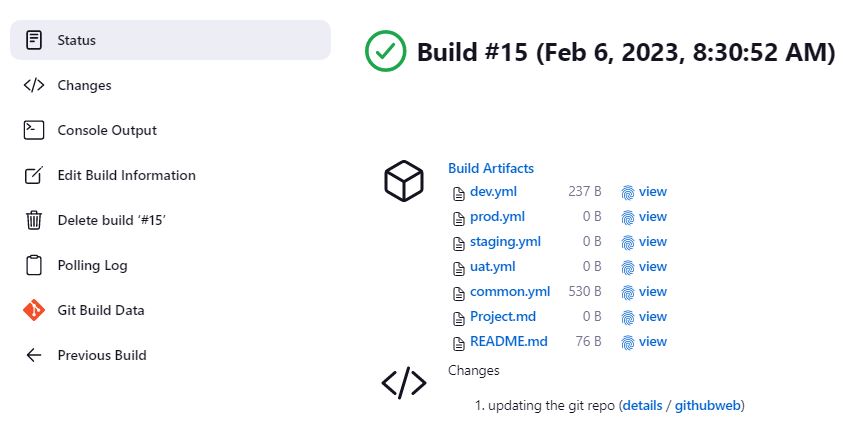 Status
Changes
Console Output
Edit Build Information
Delete build ‘#15’
Polling Log
Git Build Data
Previous Build
Build #15 (Feb 6, 2023, 8:30:52 AM)
Build Artifacts
dev.yml 237 B view
prod.yml 0 B view
staging.yml 0 B view
uat.yml 0 B view
common.yml 530 B view
Project.md 0 B view
README.md 76 B view
Changes
1. updating the git repo (details / githubweb)